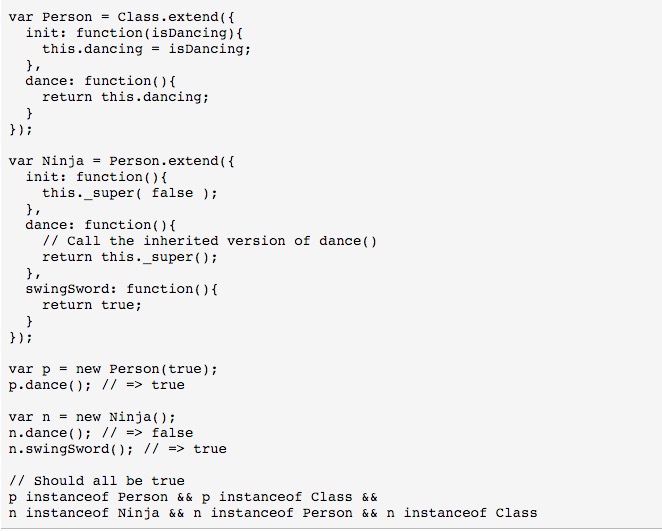 var Person = Class.extend({
  init: function(isDancing){
    this.dancing = isDancing;
  },
  dance: function(){
    return this.dancing;
  }
});

var Ninja = Person.extend({
  init: function(){
    this._super( false );
  },
  dance: function(){
    // Call the inherited version of dance()
    return this._super();
  },
  swingSword: function(){
    return true;
  }
});

var p = new Person(true);
p.dance(); // => true

var n = new Ninja();
n.dance(); // => false
n.swingSword(); // => true

// Should all be true
p instanceof Person && p instanceof Class &&
n instanceof Ninja && n instanceof Person && n instanceof Class